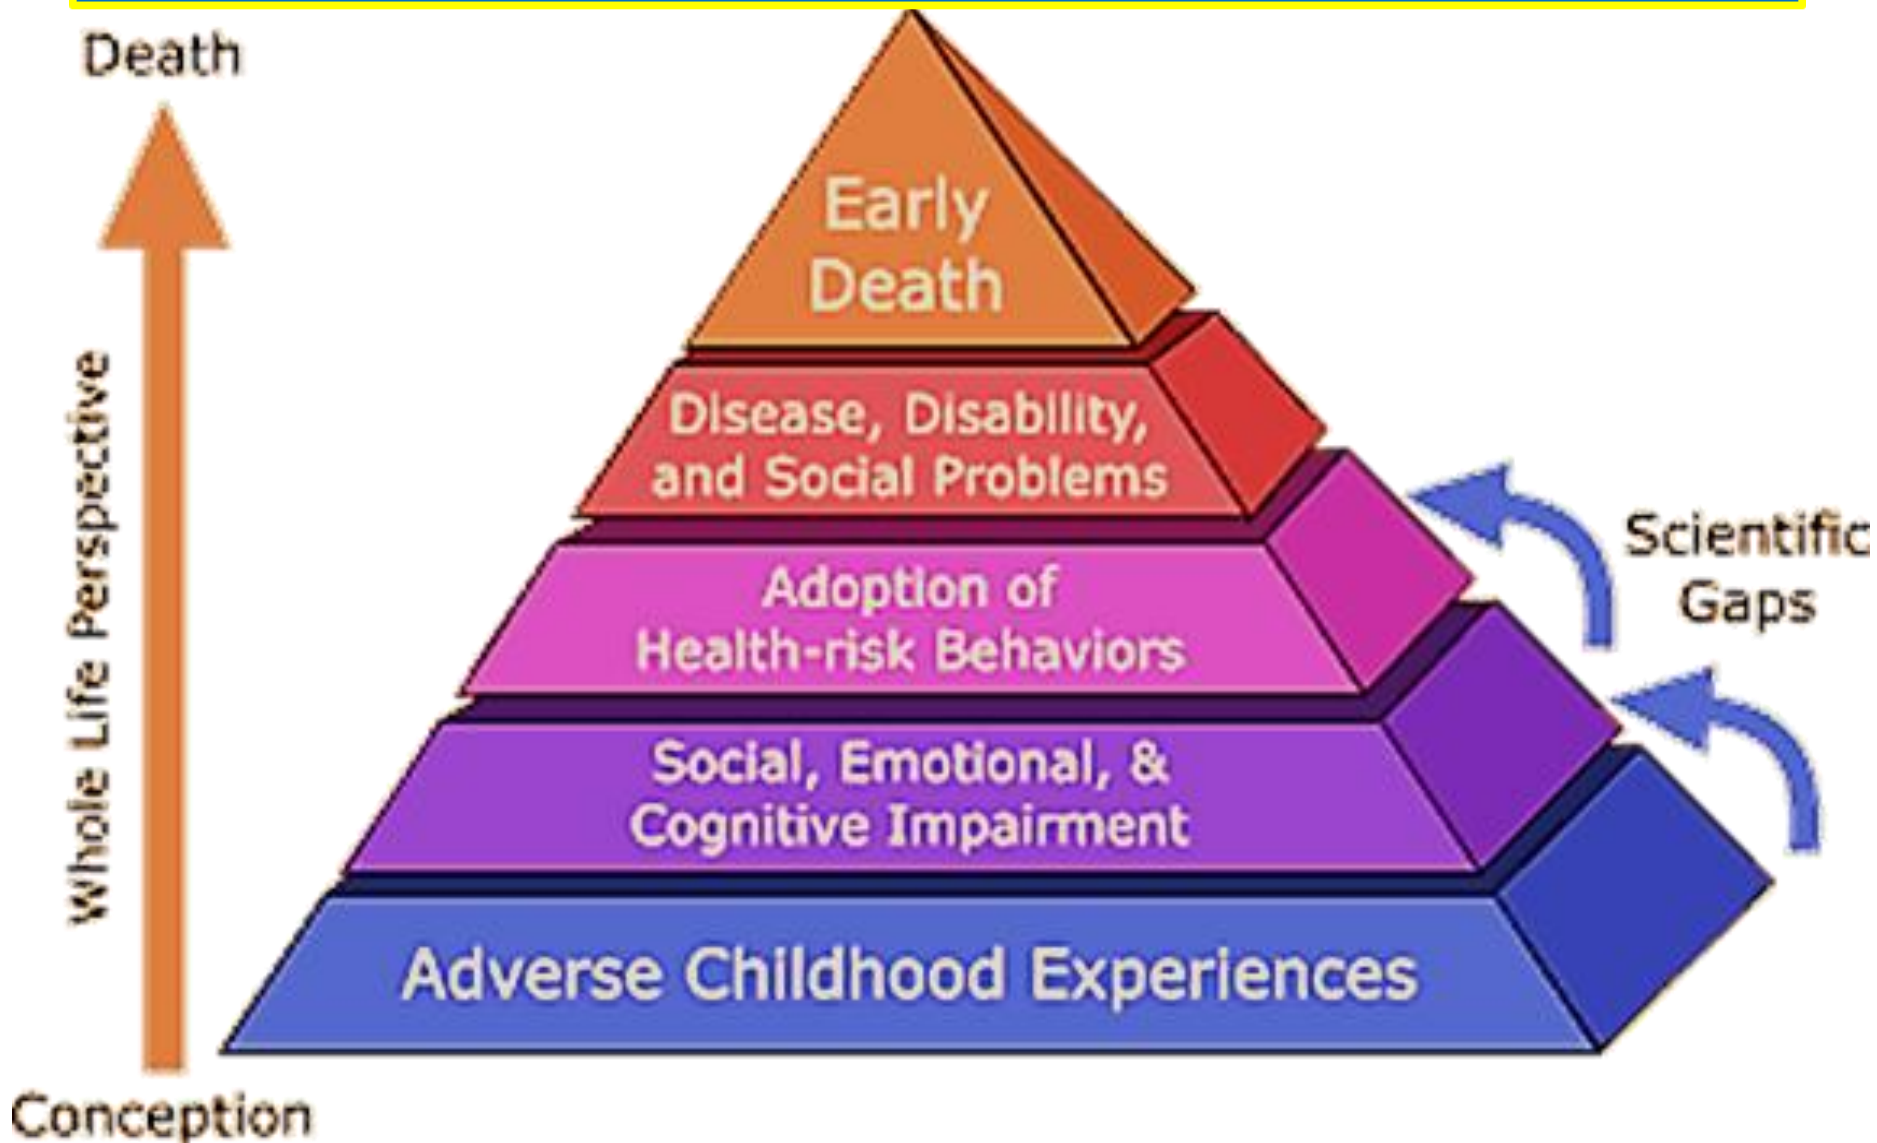 Death
Whole Life Perspective
Conception
Early
Death
Disease, Disability,
and Social Problems
Adoption of
Health-risk Behaviors
Social, Emotional, &
Cognitive Impairment
Adverse Childhood Experiences
Scientific
Gaps